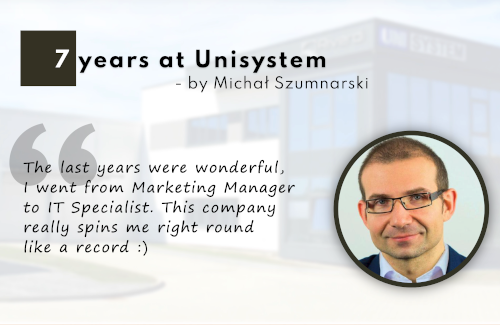 7 years at Unisystem
- by Michał Szumnarski
The last years were wonderful,
I went from Marketing Manager
to IT Specialist. This company
really spins me right round
like a record :)